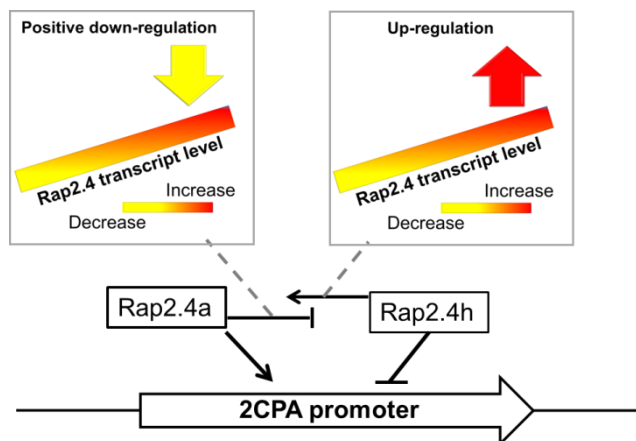 Positive down-regulation
Rap2.4 transcript level
Increase
Decrease
Up-regulation
Rap2.4 transcript level
Increase
Decrease
Rap2.4a
Rap2.4h
2CPA promoter